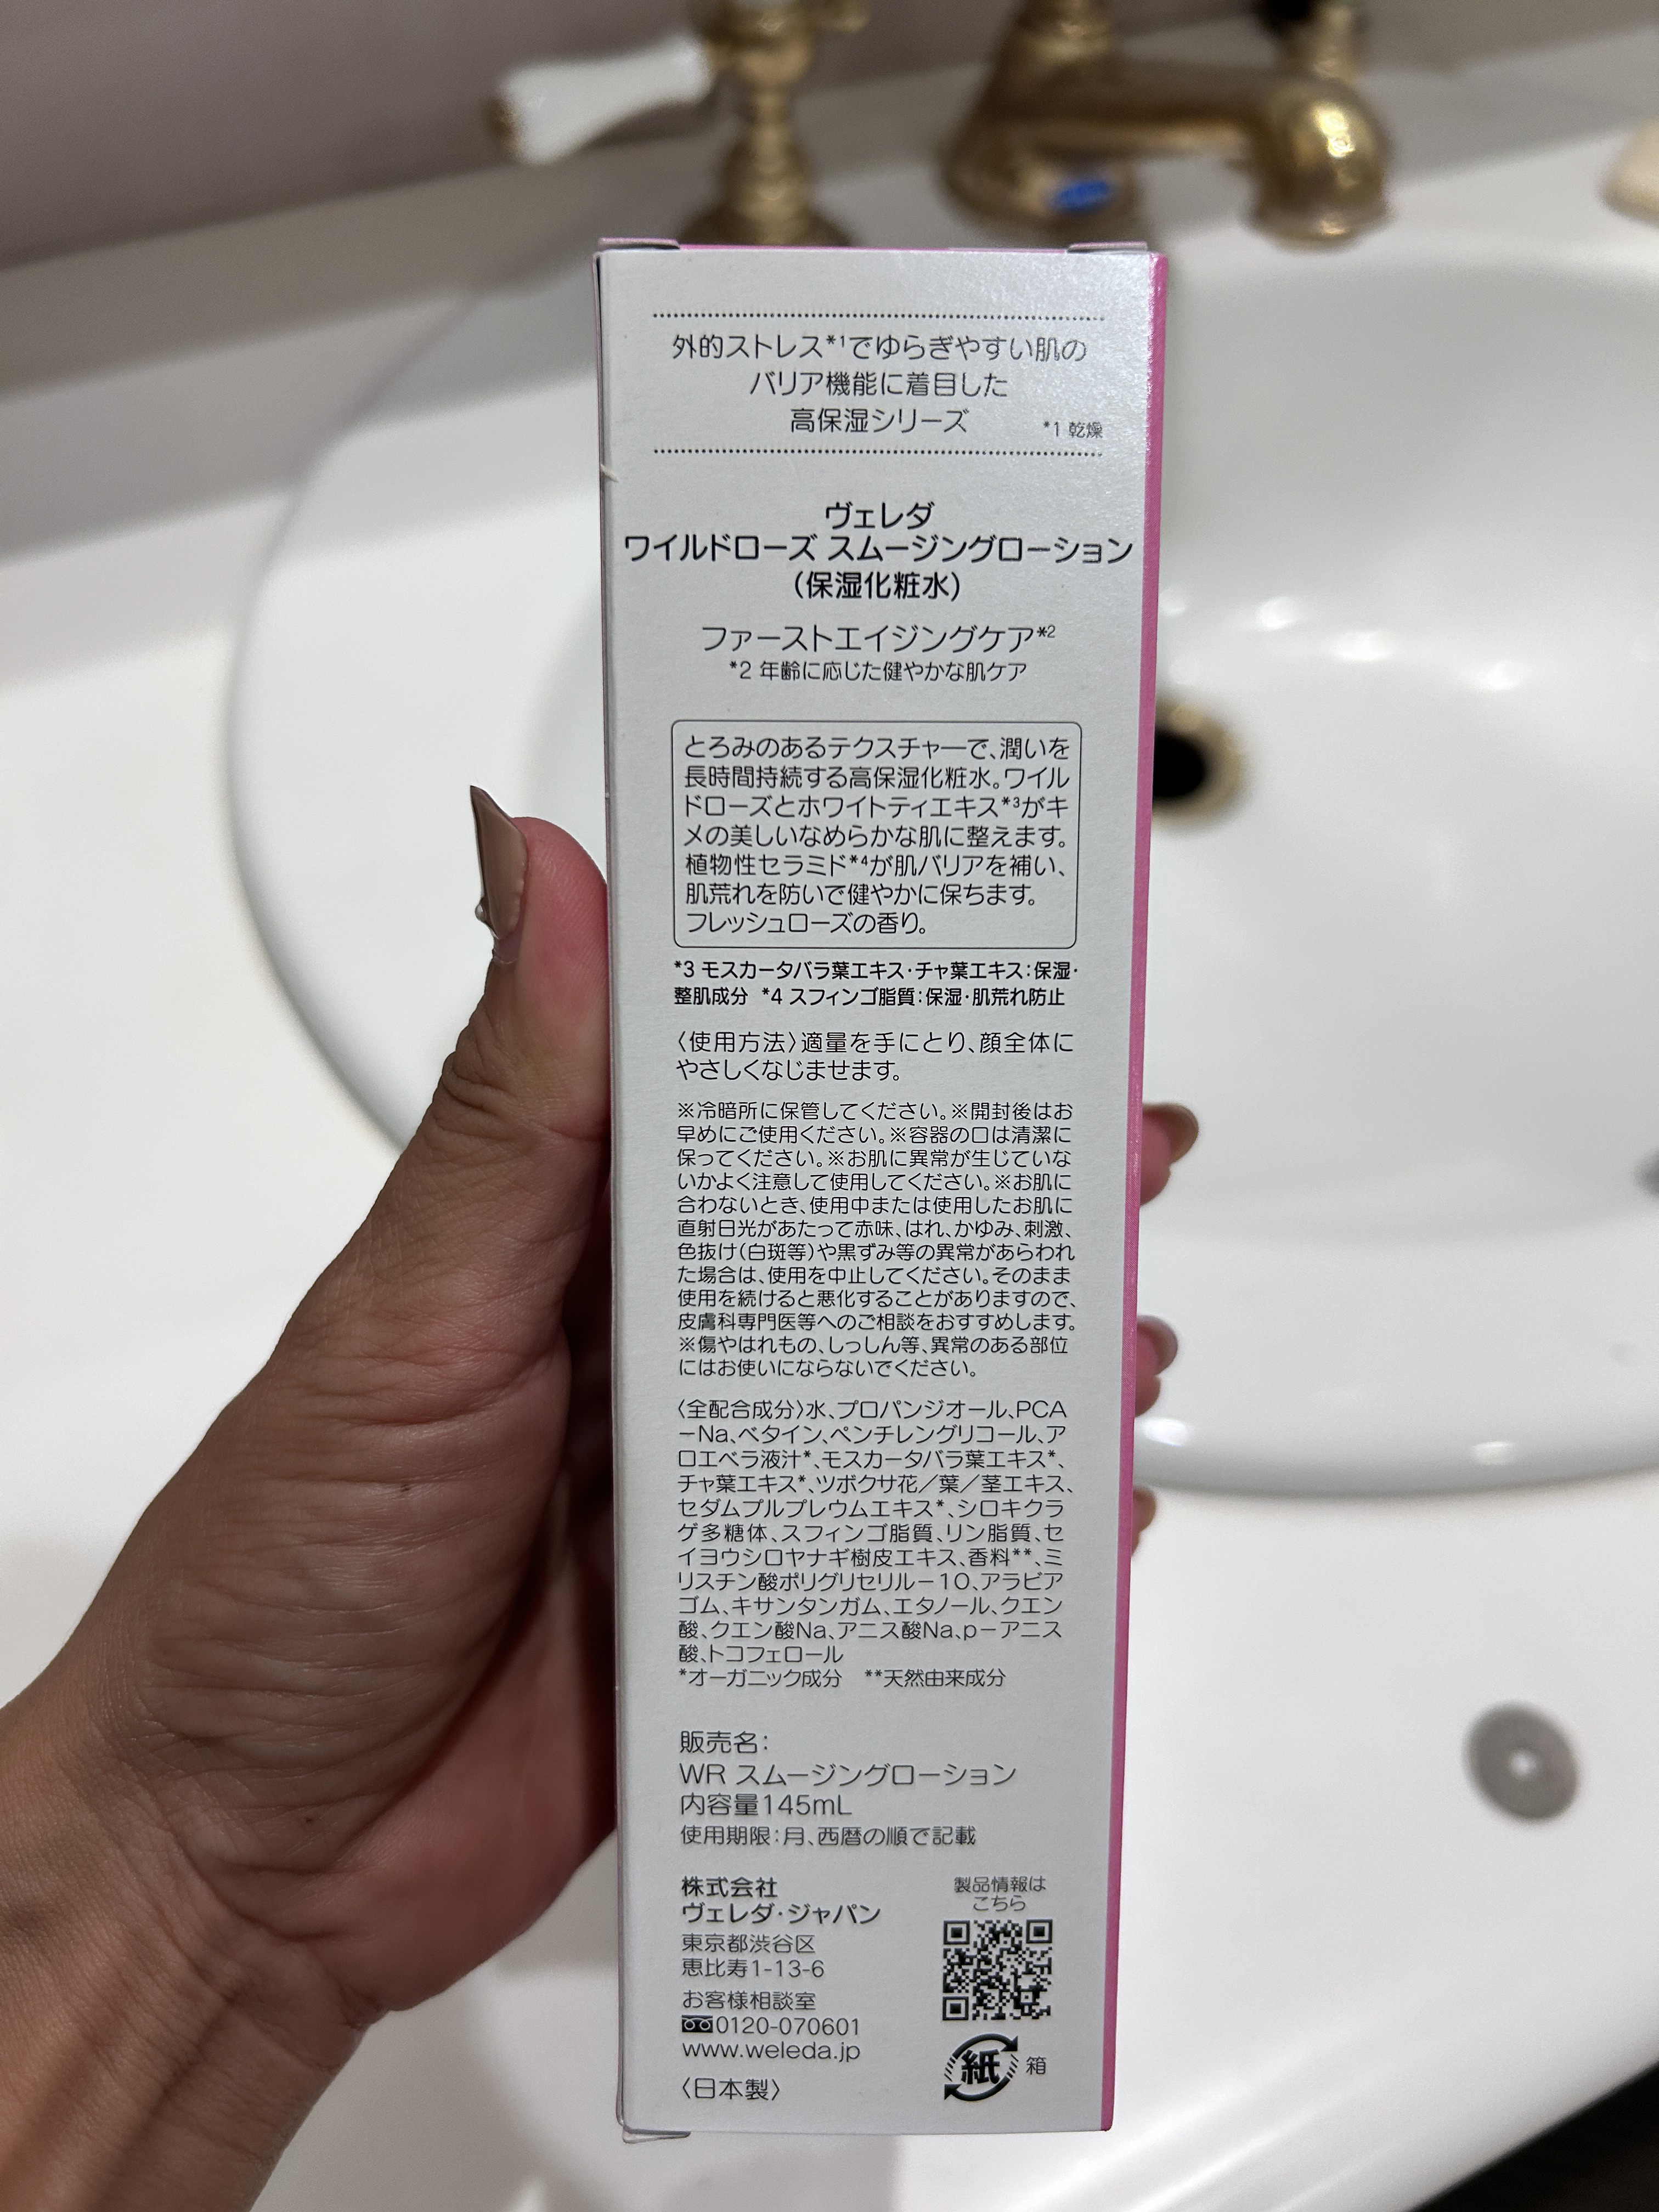 外的ストレス*1でゆらぎやすい肌の
バリア機能に着目した
高保湿シリーズ
*1 乾燥
ヴェレダ
ワイルドローズ スムージングローション
(保湿化粧水)
ファーストエイジングケア*2
*2 年齢に応じた健やかな肌ケア
とろみのあるテクスチャーで、潤いを
長時間持続する高保湿化粧水。ワイル
ドローズとホワイトティエキス*3がキ
メの美しいなめらかな肌に整えます。
植物性セラミド*4が肌バリアを補い、
肌荒れを防いで健やかに保ちます。
フレッシュローズの香り。
*3 モスカータバラ葉エキス・チャ葉エキス:保湿・
整肌成分 *4 スフィンゴ脂質:保湿・肌荒れ防止
〈使用方法〉適量を手にとり、顔全体に
やさしくなじませます。
※冷暗所に保管してください。※開封後はお
早めにご使用ください。※容器の口は清潔に
保ってください。※お肌に異常が生じていな
いかよく注意して使用してください。※お肌に
合わないとき、使用中または使用したお肌に
直射日光があたって赤味、はれ、かゆみ、刺激、
色抜け(白斑等)や黒ずみ等の異常があらわれ
た場合は、使用を中止してください。そのまま
使用を続けると悪化することがありますので、
皮膚科専門医等へのご相談をおすすめします。
※傷やはれもの、しっしん等、異常のある部位
にはお使いにならないでください。
〈全配合成分〉水、プロパンジオール、PCA
-Na、ベタイン、ペンチレングリコール、ア
ロエベラ液汁*、モスカータバラ葉エキス*、
チャ葉エキス*、ツボクサ花/葉/茎エキス、
セダムプルプレウムエキス*、シロキクラ
ゲ多糖体、スフィンゴ脂質、リン脂質、セ
イヨウシロヤナギ樹皮エキス、香料**、ミ
リスチン酸ポリグリセリル-10、アラビア
ゴム、キサンタンガム、エタノール、クエン
酸、クエン酸Na、アニス酸Na、p-アニス
酸、トコフェロール
*オーガニック成分 **天然由来成分
販売名:
WR スムージングローション
内容量145mL
使用期限:月、西暦の順で記載
株式会社
ヴェレダ・ジャパン
東京都渋谷区
恵比寿1-13-6
お客様相談室
0120-070601
www.weleda.jp
〈日本製〉
製品情報は
こちら
紙 箱